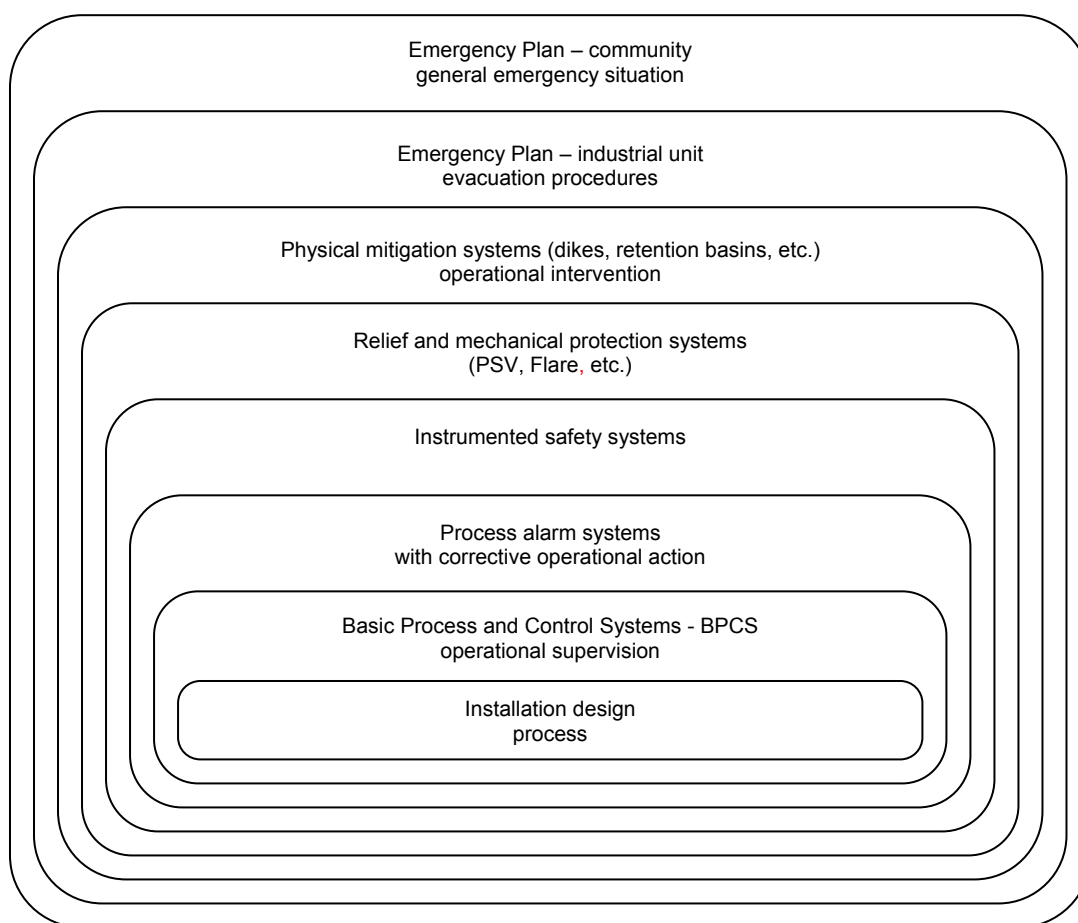 Emergency Plan – community
general emergency situation
Emergency Plan – industrial unit
evacuation procedures
Physical mitigation systems (dikes, retention basins, etc.)
operational intervention
Relief and mechanical protection systems
(PSV, Flare, etc.)
Instrumented safety systems
Process alarm systems
with corrective operational action
Basic Process and Control Systems - BPCS
operational supervision
Installation design
process